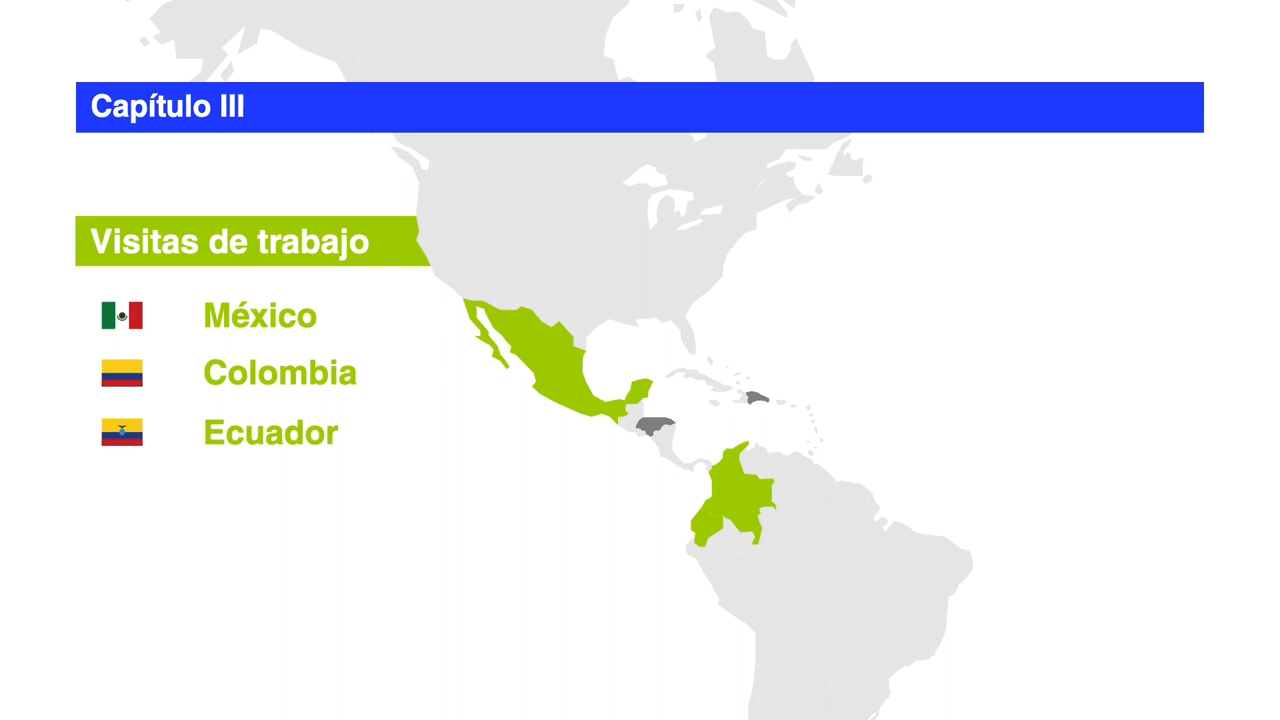 Capítulo III
Visitas de trabajo
México
Colombia
Ecuador